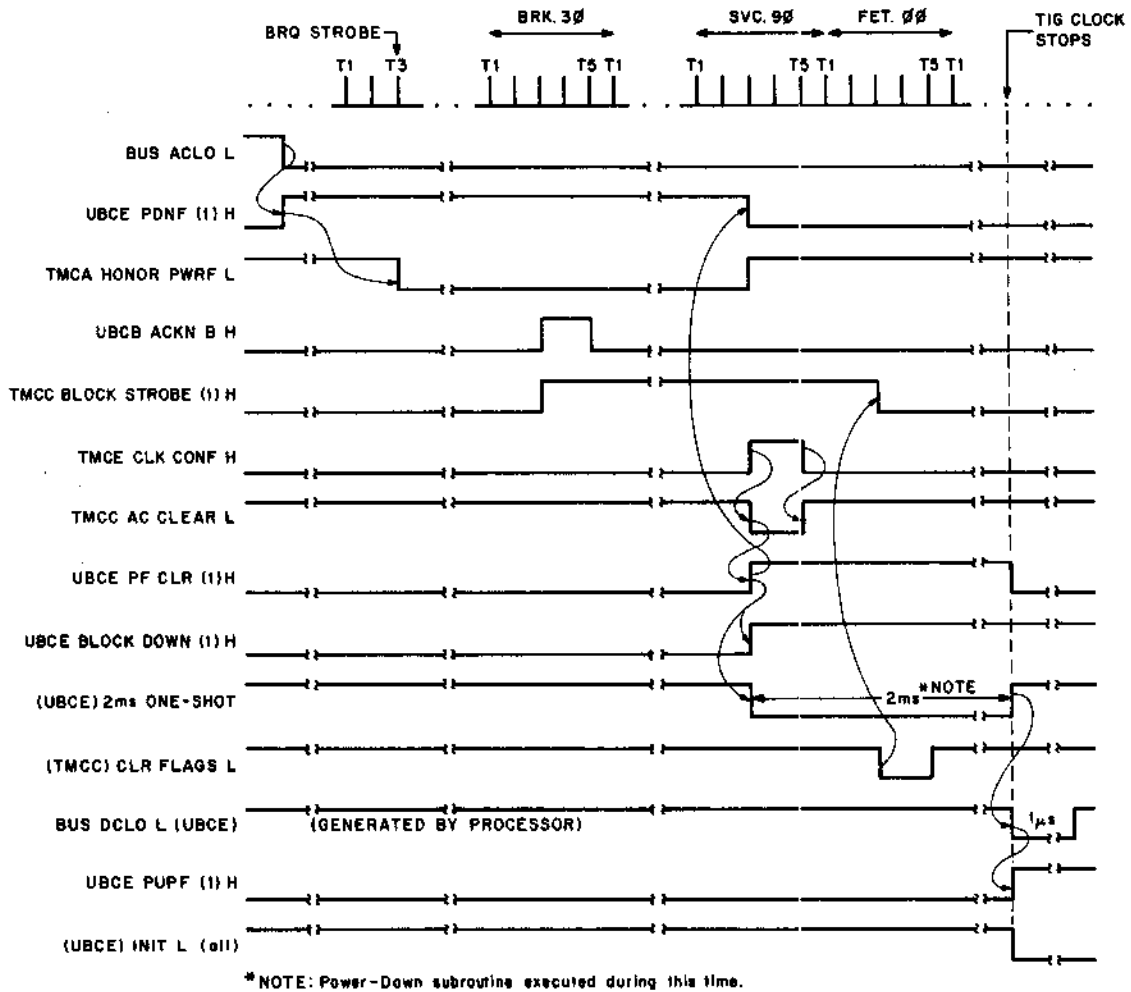 BRQ STROBE
BRK. 3Ø
SVC. 9Ø
FET. ØØ
TIG CLOCK
STOPS
T1 T3 T1 T5 T1 T1 T5 T1 T5 T1
BUS ACLO L
UBCE PDNF (1) H
TMCA HONOR PWRF L
UBCB ACKN B H
TMCC BLOCK STROBE (1) H
TMCE CLK CONF H
TMCC AC CLEAR L
UBCE PF CLR (1) H
UBCE BLOCK DOWN (1) H
(UBCE) 2ms ONE-SHOT
2ms *NOTE
(TMCC) CLR FLAGS L
BUS DCLO L (UBCE) (GENERATED BY PROCESSOR) 1µs
UBCE PUPF (1) H
(UBCE) INIT L (all)
*NOTE: Power-Down subroutine executed during this time.